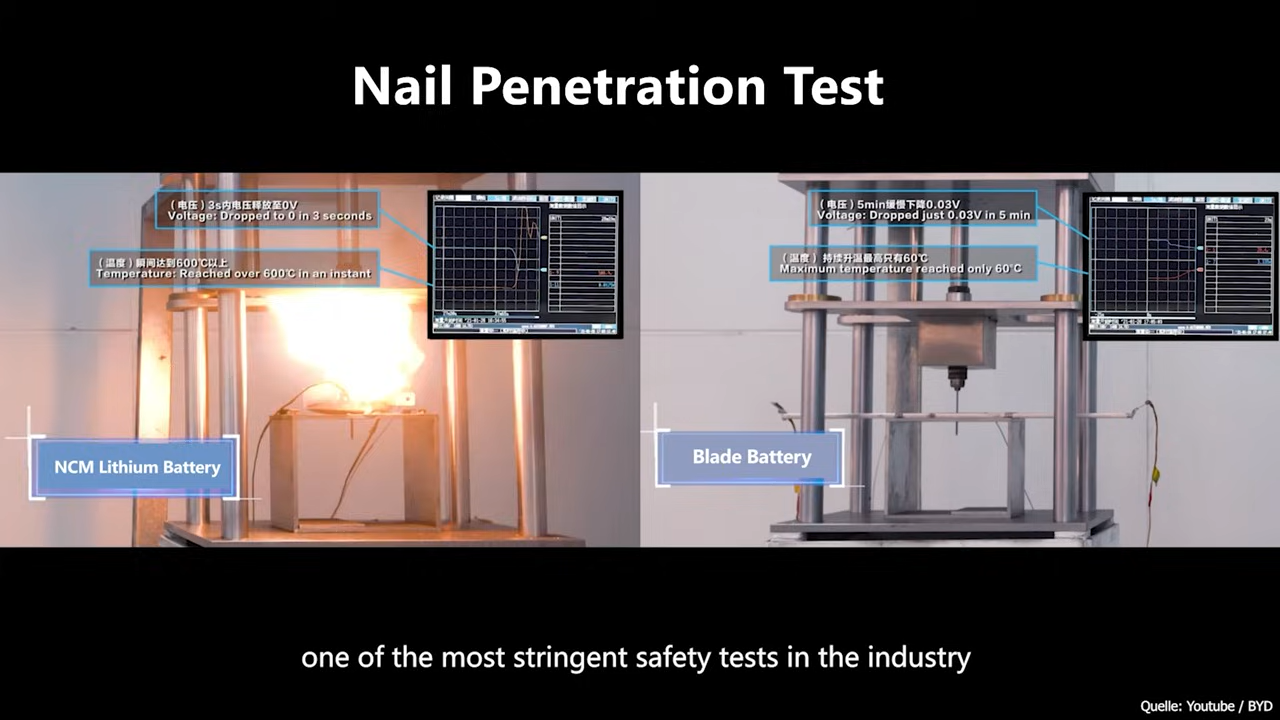 Nail Penetration Test
（电压）3s内电压释放至0V
Voltage: Dropped to 0 in 3 seconds
（温度）瞬间达到600℃以上
Temperature: Reached over 600℃ in an instant
NCM Lithium Battery
（电压）5min缓慢下降0.03V
Voltage: Dropped just 0.03V in 5 min
（温度）持续升温最高只有60℃
Maximum temperature reached only 60℃
Blade Battery
one of the most stringent safety tests in the industry
Quelle: Youtube / BYD